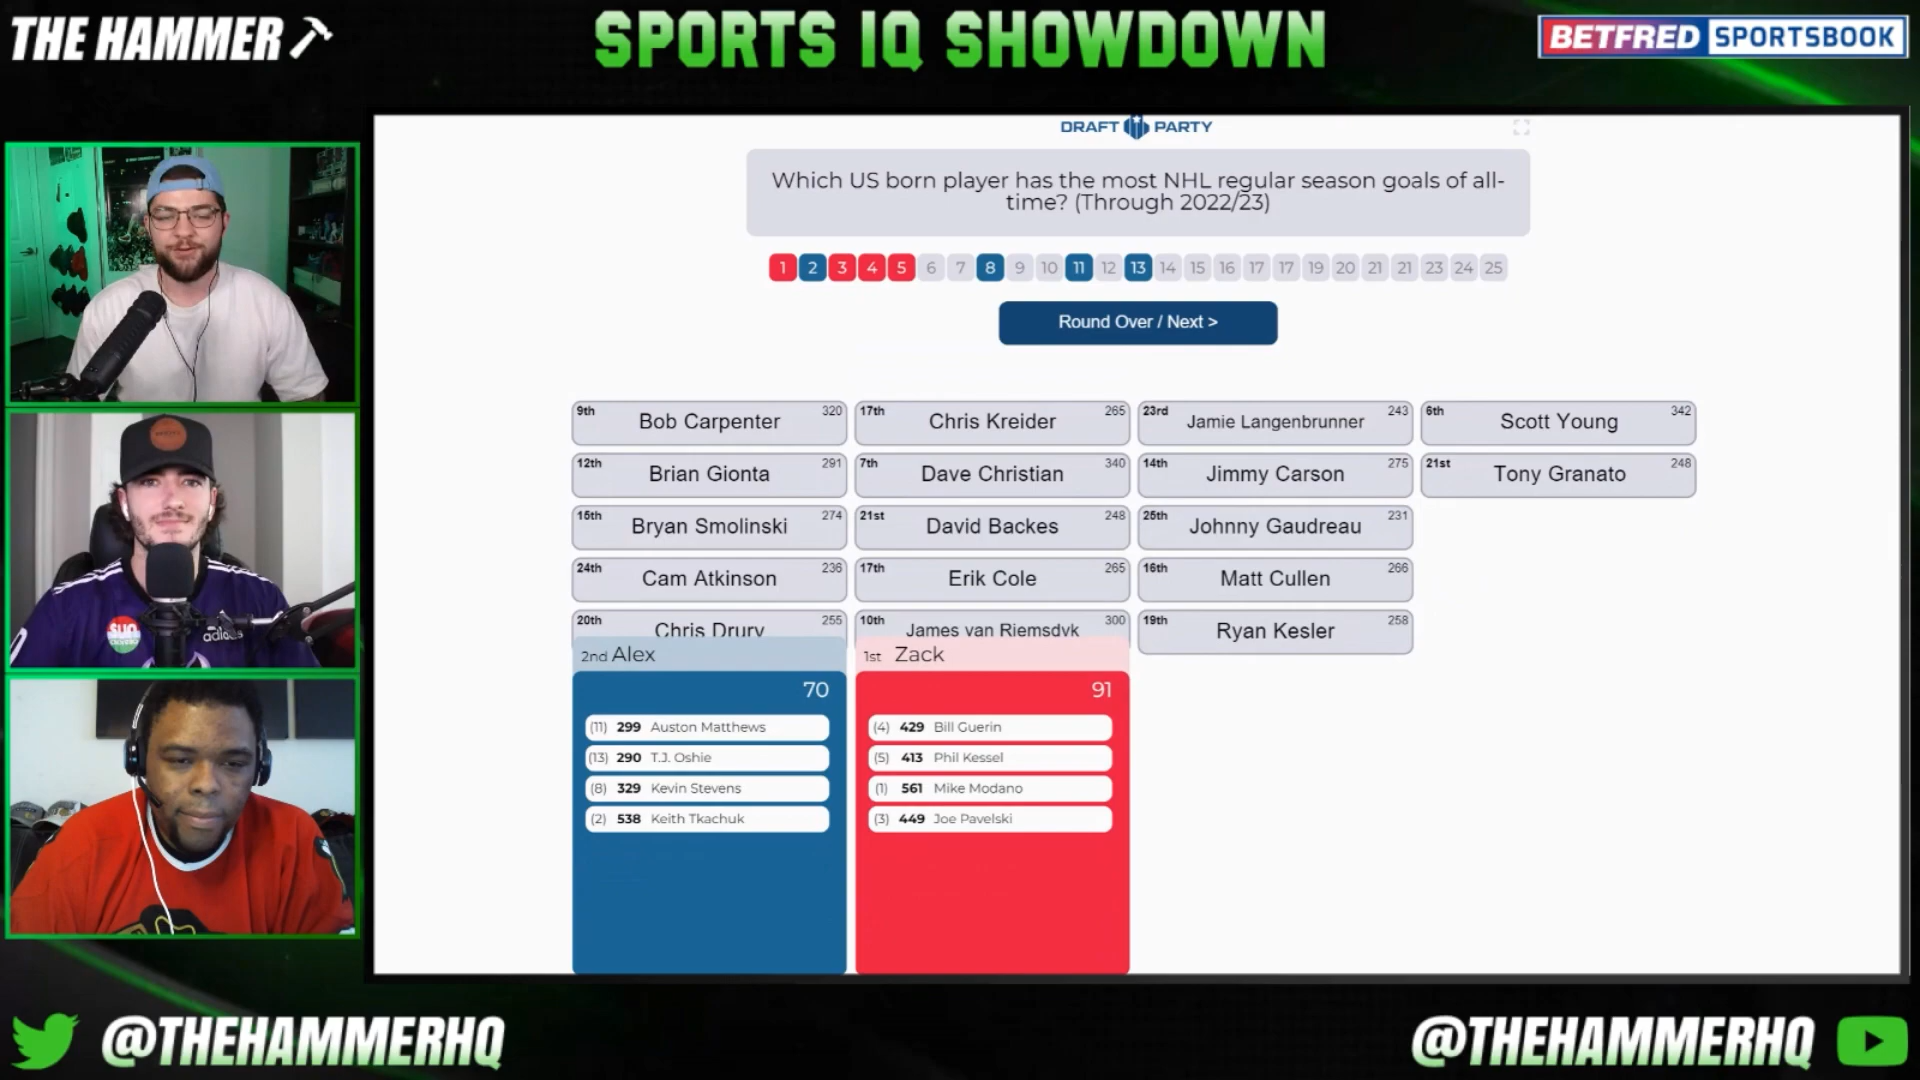 THE HAMMER
SPORTS IQ SHOWDOWN
BETFRED SPORTSBOOK
DRAFT PARTY
Which US born player has the most NHL regular season goals of all-
time? (Through 2022/23)
1 2 3 4 5 6 7 8 9 10 11 12 13 14 15 16 17 17 19 20 21 21 23 24 25
Round Over / Next >
9th Bob Carpenter 320
17th Chris Kreider 265
23rd Jamie Langenbrunner 243
6th Scott Young 342
12th Brian Gionta 291
7th Dave Christian 340
14th Jimmy Carson 275
21st Tony Granato 248
15th Bryan Smolinski 274
21st David Backes 248
25th Johnny Gaudreau 231
24th Cam Atkinson 236
17th Erik Cole 265
16th Matt Cullen 266
20th Chris Drury 255
10th James van Riemsdyk 300
19th Ryan Kesler 258
2nd Alex
70
(11) 299 Auston Matthews
(13) 290 T.J. Oshie
(8) 329 Kevin Stevens
(2) 538 Keith Tkachuk
1st Zack
91
(4) 429 Bill Guerin
(5) 413 Phil Kessel
(1) 561 Mike Modano
(3) 449 Joe Pavelski
SUN
adidas
@THEHAMMERHQ
@THEHAMMERHQ